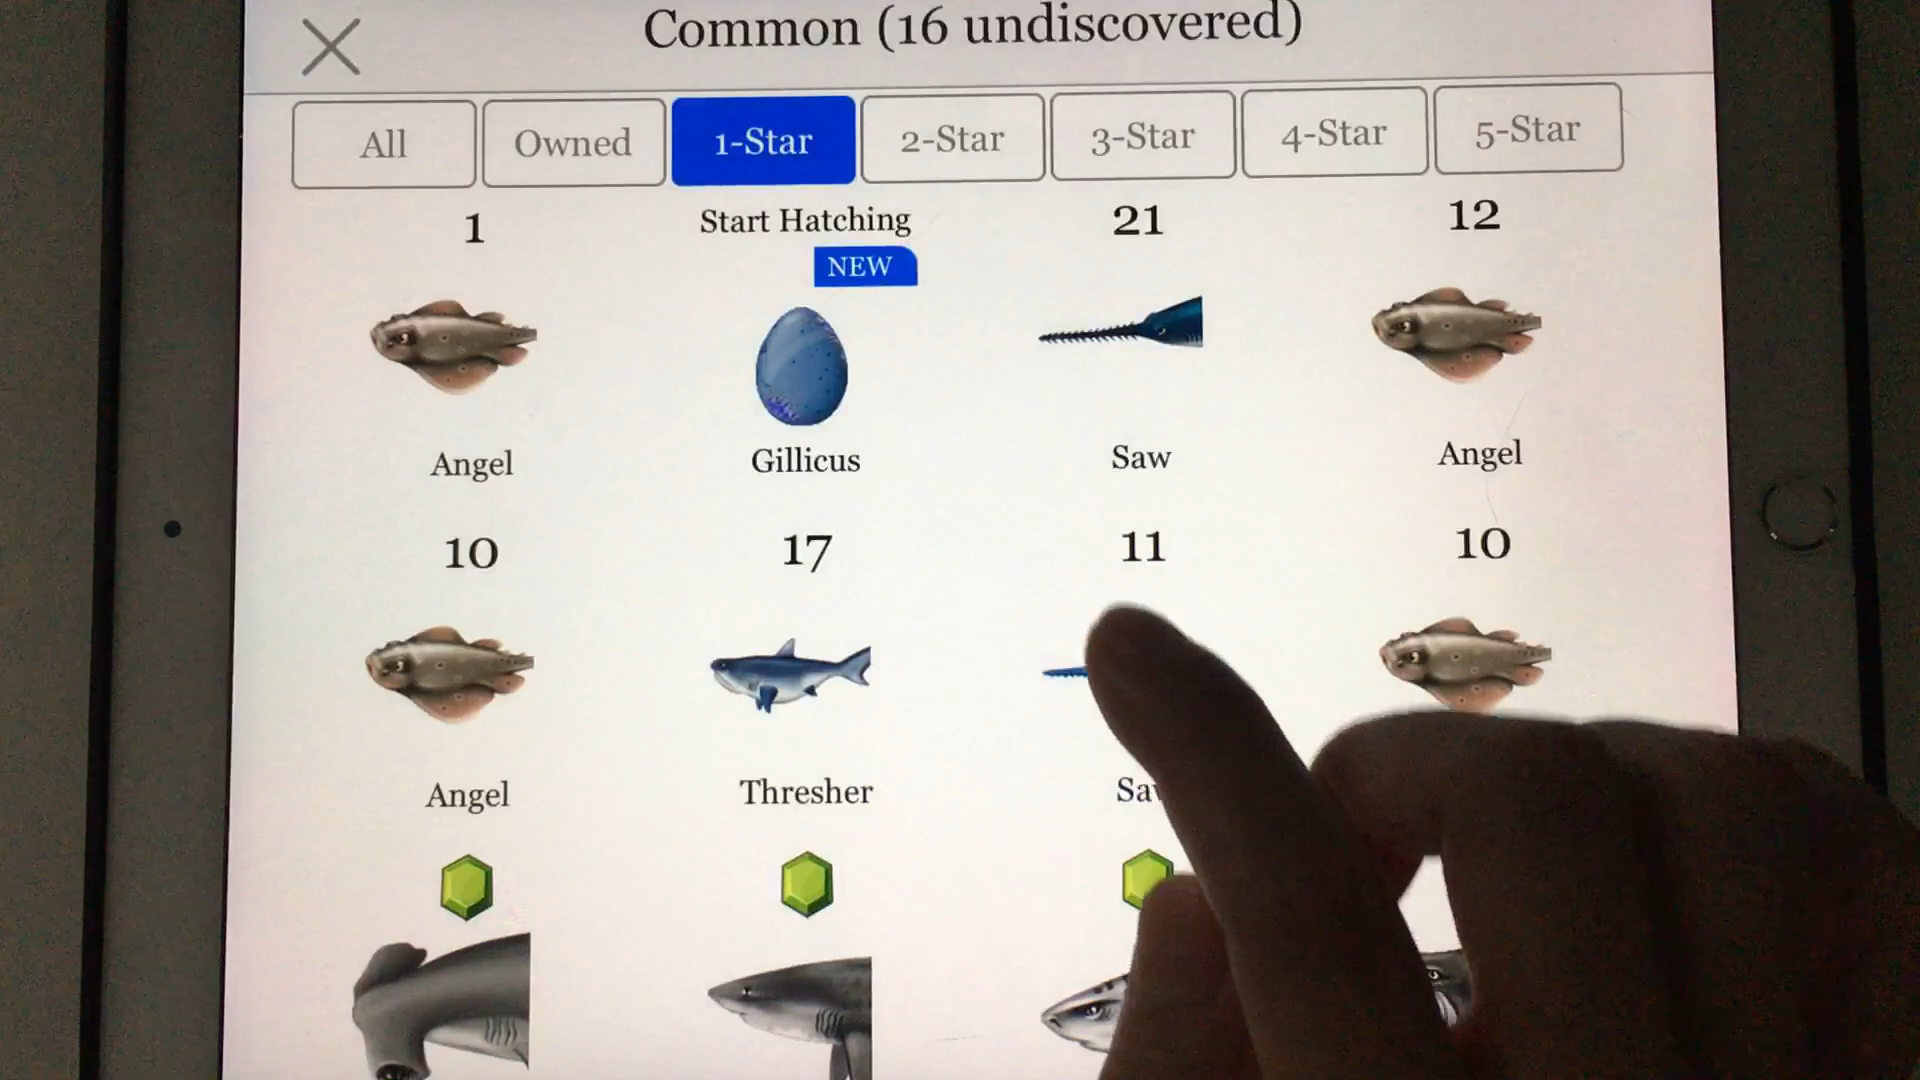 Common (16 undiscovered)
All Owned 1-Star 2-Star 3-Star 4-Star 5-Star
1 Start Hatching 21 12
NEW
Angel Gillicus Saw Angel
10 17 11 10
Angel Thresher